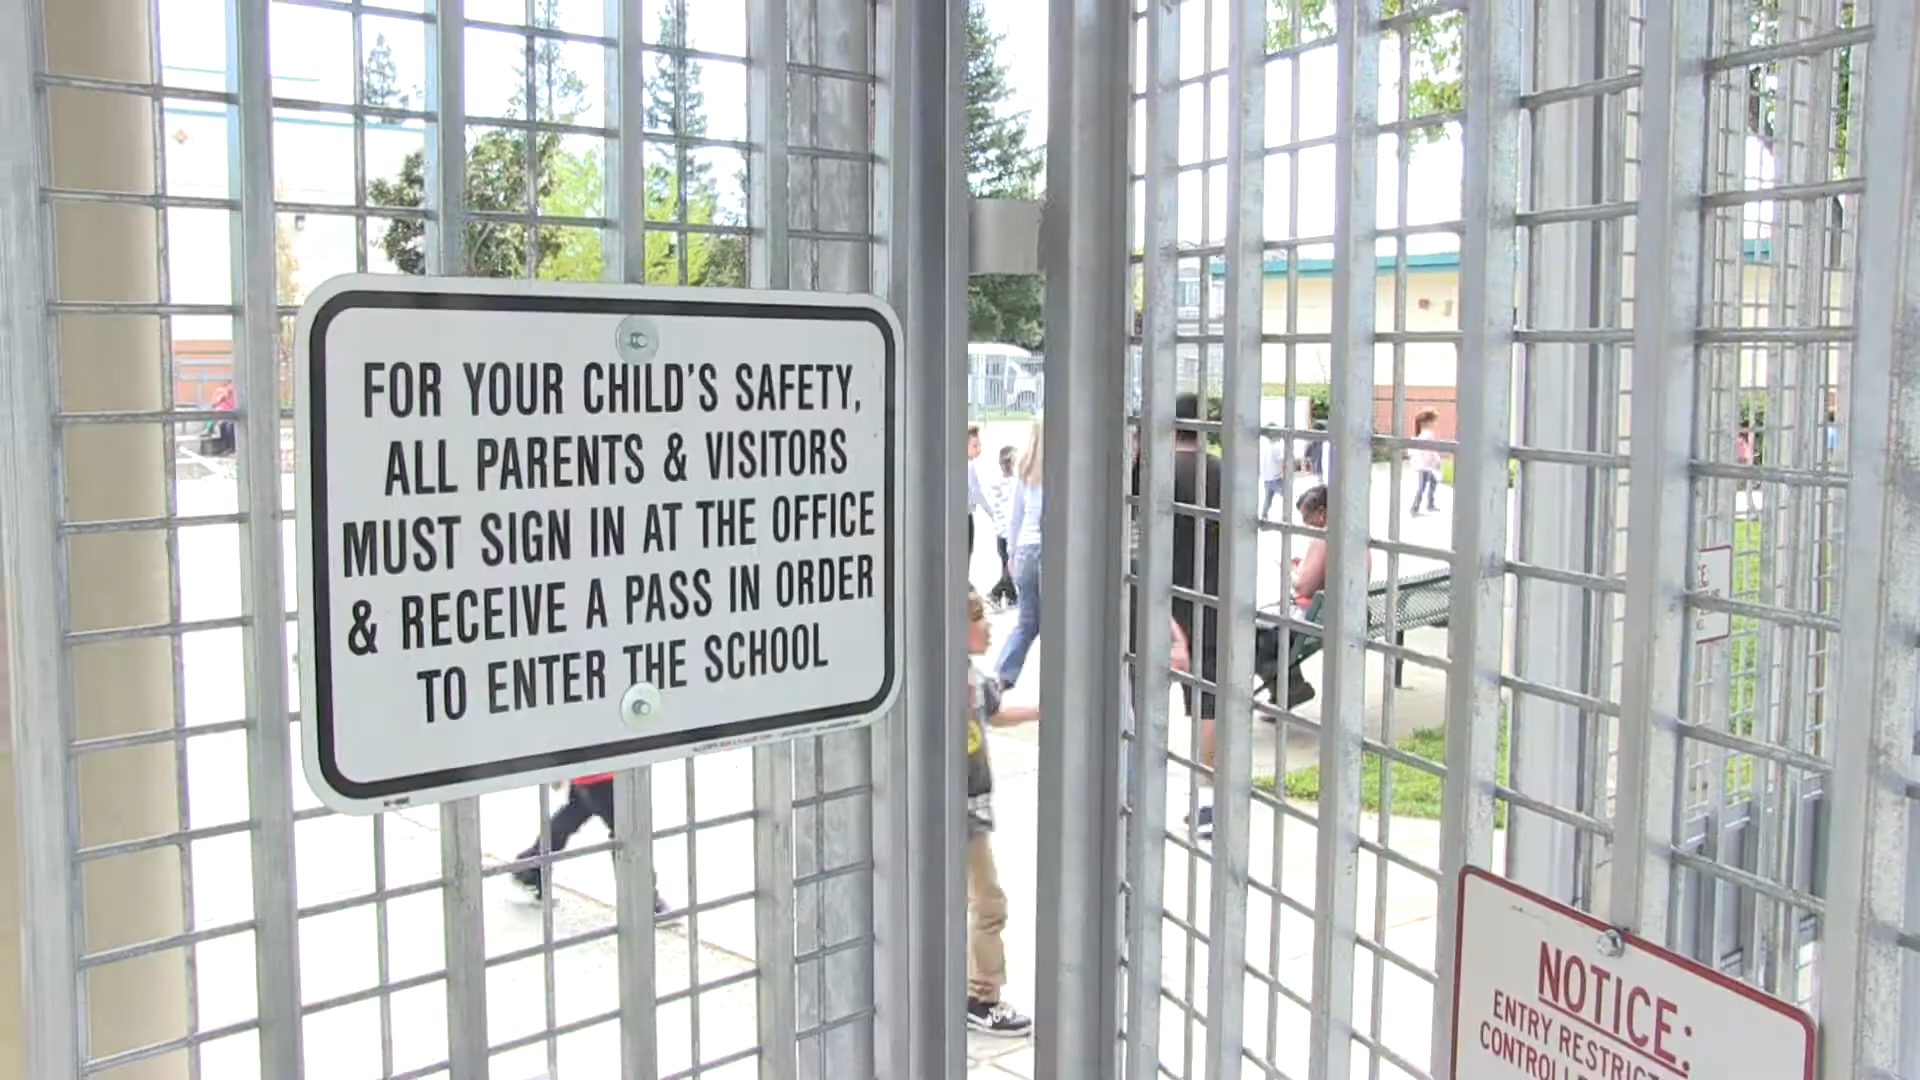 FOR YOUR CHILD'S SAFETY,
ALL PARENTS & VISITORS
MUST SIGN IN AT THE OFFICE
& RECEIVE A PASS IN ORDER
TO ENTER THE SCHOOL
NOTICE:
ENTRY